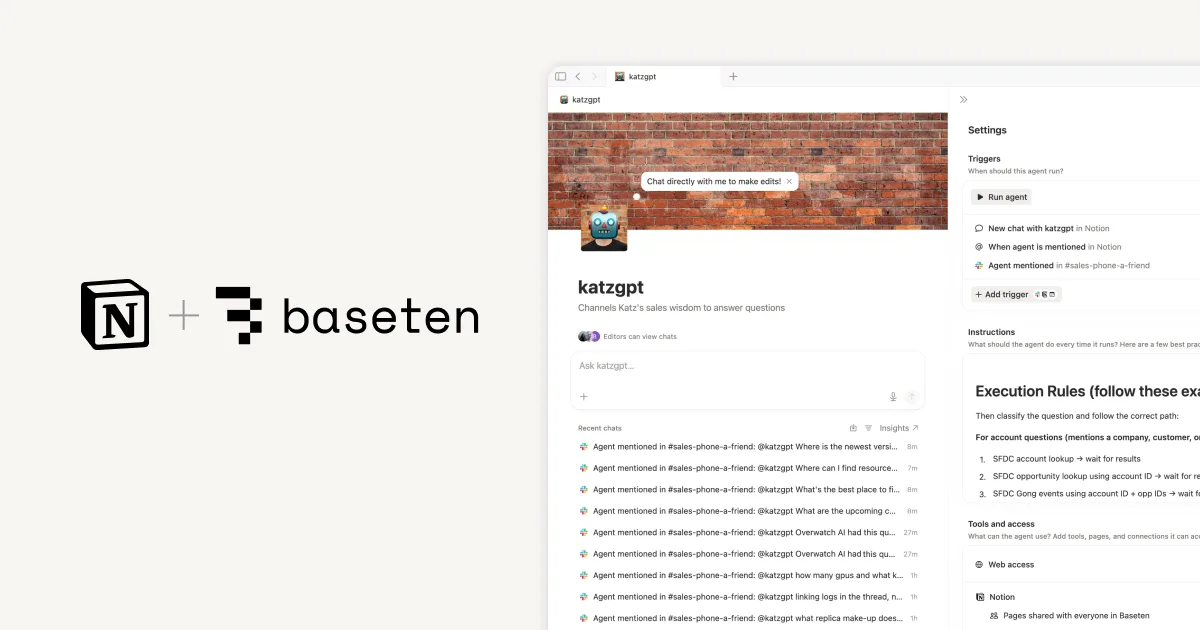 N + baseten
katzgpt
katzgpt
Chat directly with me to make edits!
katzgpt
Channels Katz's sales wisdom to answer questions
Editors can view chats
Ask katzgpt...
Recent chats
Insights
Agent mentioned in #sales-phone-a-friend: @katzgpt Where is the newest versi... 8m
Agent mentioned in #sales-phone-a-friend: @katzgpt Where can I find resource... 7m
Agent mentioned in #sales-phone-a-friend: @katzgpt What's the best place to fi... 8m
Agent mentioned in #sales-phone-a-friend: @katzgpt What are the upcoming c... 8m
Agent mentioned in #sales-phone-a-friend: @katzgpt Overwatch AI had this qu... 27m
Agent mentioned in #sales-phone-a-friend: @katzgpt Overwatch AI had this qu... 27m
Agent mentioned in #sales-phone-a-friend: @katzgpt how many gpus and what k... 1h
Agent mentioned in #sales-phone-a-friend: @katzgpt linking logs in the thread, n... 1h
Agent mentioned in #sales-phone-a-friend: @katzgpt what replica make-up does... 1h
Settings
Triggers
When should this agent run?
Run agent
New chat with katzgpt in Notion
When agent is mentioned in Notion
Agent mentioned in #sales-phone-a-friend
Add trigger
Instructions
What should the agent do every time it runs? Here are a few best prac
Execution Rules (follow these exa
Then classify the question and follow the correct path:
For account questions (mentions a company, customer, o
1. SFDC account lookup → wait for results
2. SFDC opportunity lookup using account ID → wait for re
3. SFDC Gong events using account ID + opp IDs → wait f
Tools and access
What can the agent use? Add tools, pages, and connections it can acc
Web access
Notion
Pages shared with everyone in Baseten